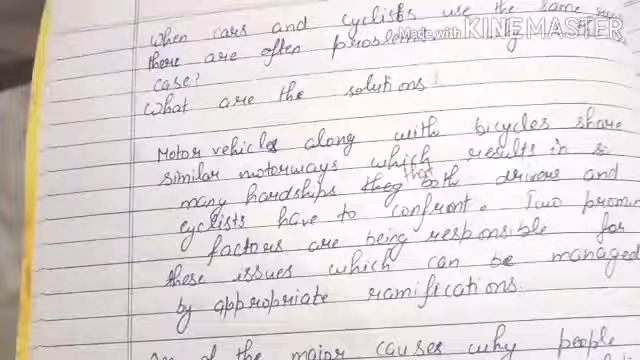 When cars and cyclists use the same
Made with KINEMASTER
there are often problems
case?
What are the solutions?
Motor vehicles along with bicycles share
similar motorways which results in so
many hardships they that both drivers and
cyclists have to confront. Two promin
factors are being responsible for
these issues which can be managed
by appropriate ramifications.
of the major causes why people